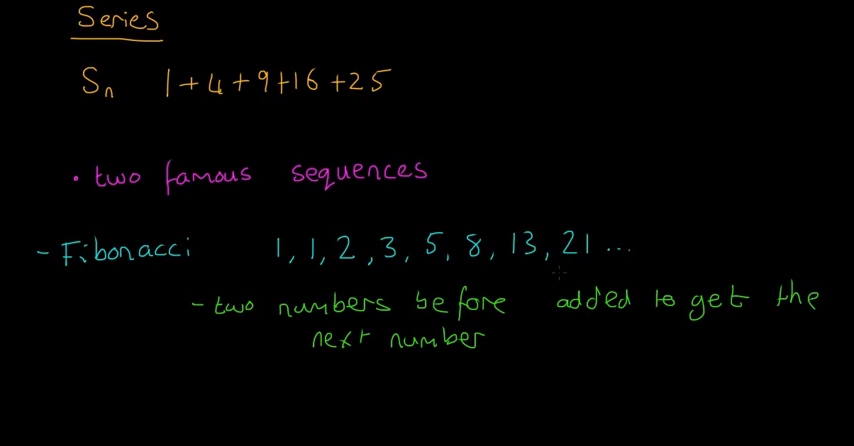 Series
Sn 1+4+9+16+25
• two famous sequences
- Fibonacci 1, 1, 2, 3, 5, 8, 13, 21 ...
- two numbers before added to get the
next number